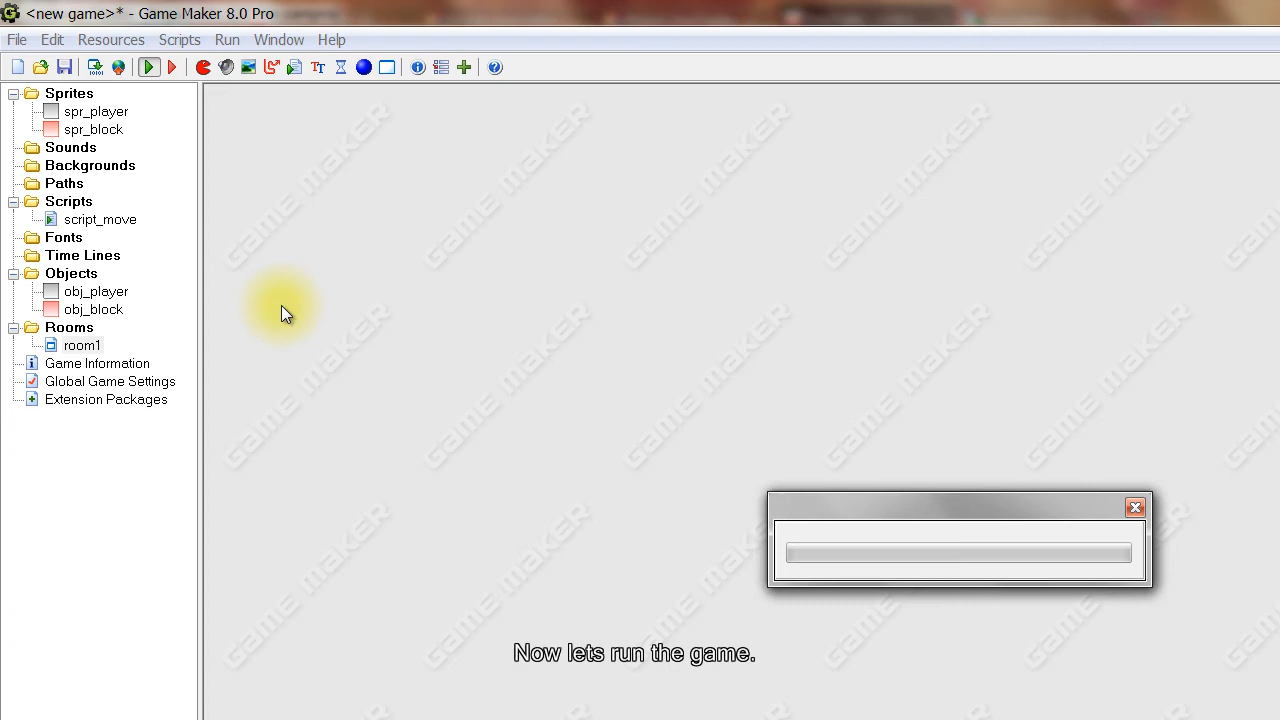 <new game>* - Game Maker 8.0 Pro
File Edit Resources Scripts Run Window Help
Sprites
spr_player
spr_block
Sounds
Backgrounds
Paths
Scripts
script_move
Fonts
Time Lines
Objects
obj_player
obj_block
Rooms
room1
Game Information
Global Game Settings
Extension Packages
GAME MAKER
Now lets run the game.